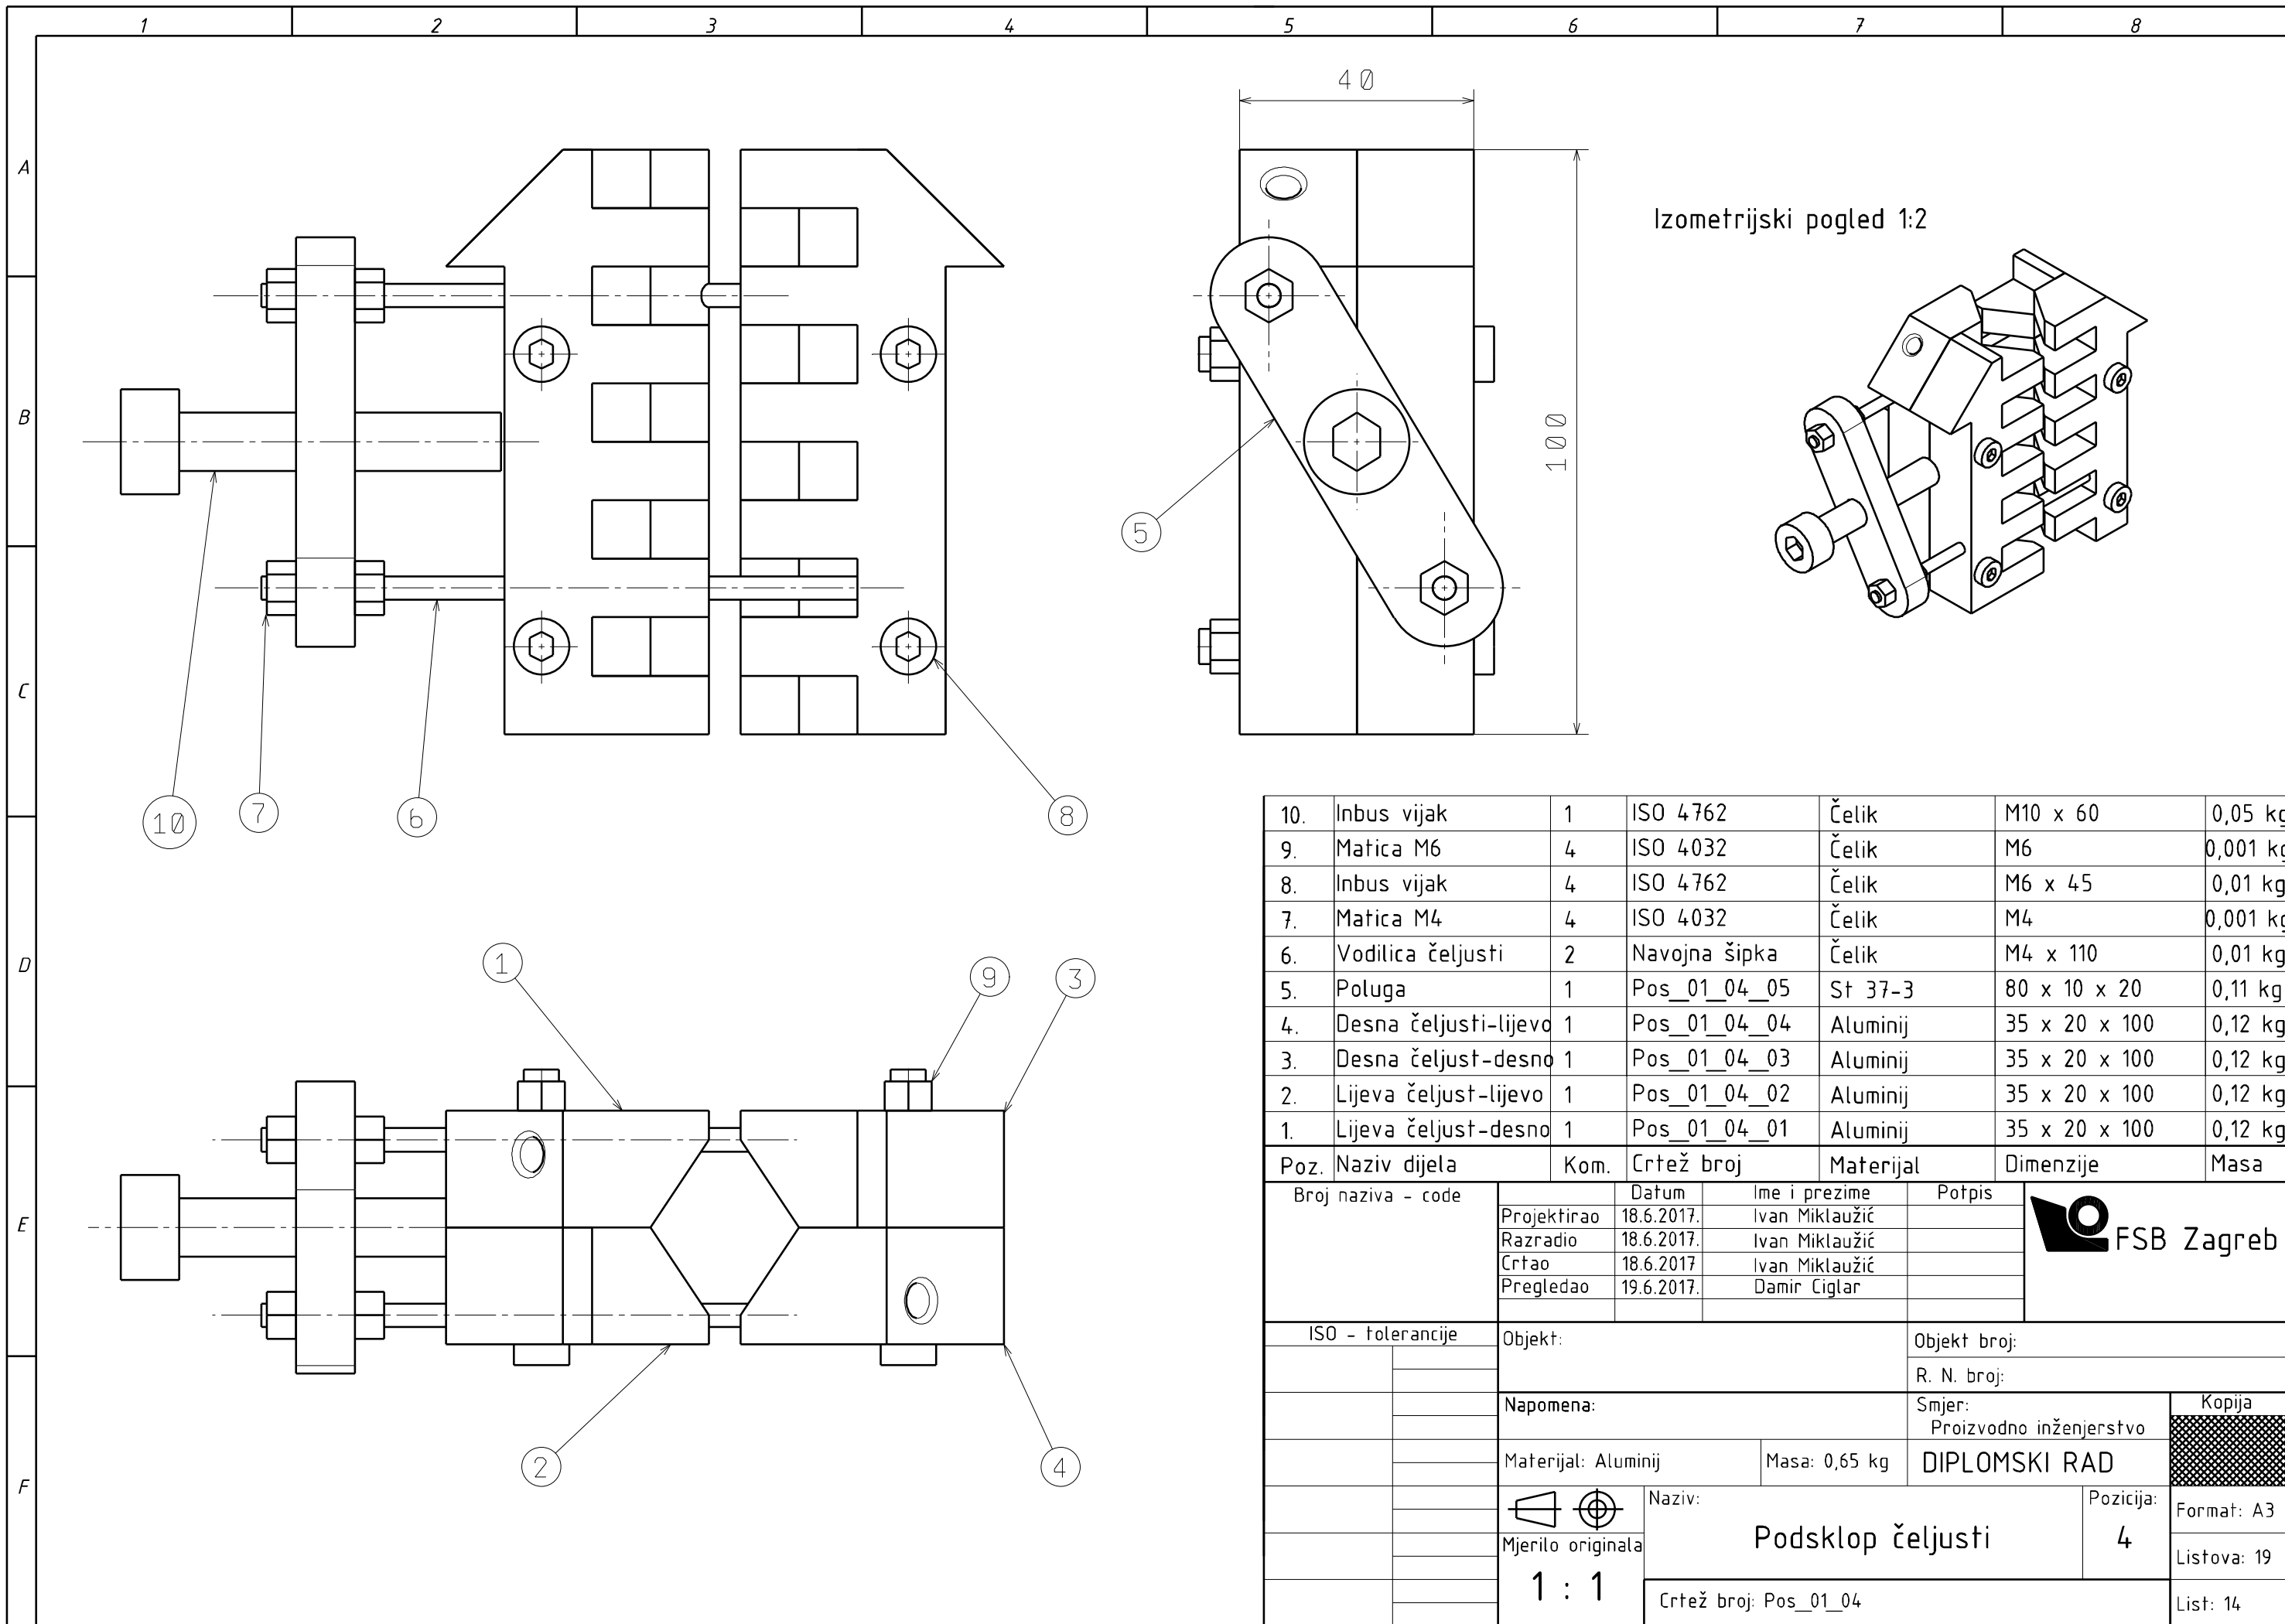 1 2 3 4 5 6 7 8
A
B
C
D
E
F
40
100
Izometrijski pogled 1:2
5
10 7 6 8
1 9 3
2 4
10. Inbus vijak 1 ISO 4762 Čelik M10 x 60 0,05 kg
9. Matica M6 4 ISO 4032 Čelik M6 0,001 kg
8. Inbus vijak 4 ISO 4762 Čelik M6 x 45 0,01 kg
7. Matica M4 4 ISO 4032 Čelik M4 0,001 kg
6. Vodilica čeljusti 2 Navojna šipka Čelik M4 x 110 0,01 kg
5. Poluga 1 Pos_01_04_05 St 37-3 80 x 10 x 20 0,11 kg
4. Desna čeljusti-lijevo 1 Pos_01_04_04 Aluminij 35 x 20 x 100 0,12 kg
3. Desna čeljust-desno 1 Pos_01_04_03 Aluminij 35 x 20 x 100 0,12 kg
2. Lijeva čeljust-lijevo 1 Pos_01_04_02 Aluminij 35 x 20 x 100 0,12 kg
1. Lijeva čeljust-desno 1 Pos_01_04_01 Aluminij 35 x 20 x 100 0,12 kg
Poz. Naziv dijela Kom. Crtež broj Materijal Dimenzije Masa
Broj naziva - code
Datum Ime i prezime Potpis
Projektirao 18.6.2017. Ivan Miklaužić
Razradio 18.6.2017. Ivan Miklaužić
Crtao 18.6.2017 Ivan Miklaužić
Pregledao 19.6.2017. Damir Ciglar
FSB Zagreb
ISO - tolerancije
Objekt:
Objekt broj:
R. N. broj:
Napomena:
Smjer:
Proizvodno inženjerstvo
Kopija
Materijal: Aluminij
Masa: 0,65 kg
DIPLOMSKI RAD
Naziv:
Podsklop čeljusti
Pozicija:
4
Format: A3
Mjerilo originala
1 : 1
Listova: 19
Crtež broj: Pos_01_04
List: 14